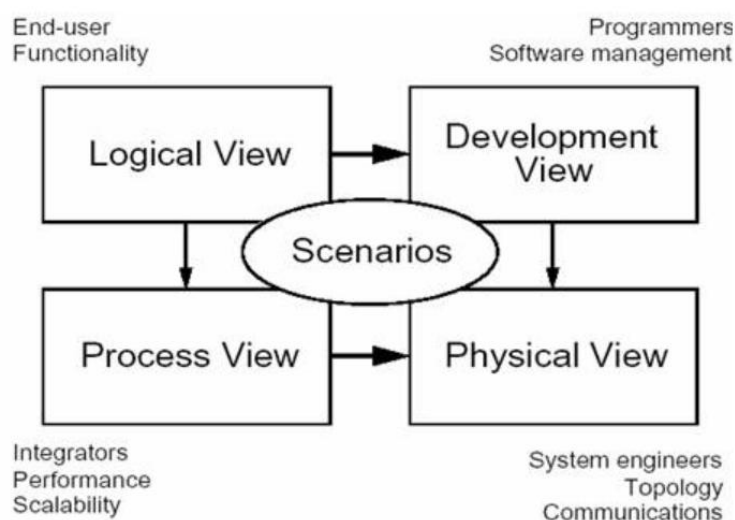 End-user
Functionality
Programmers
Software management
Logical View
Development
View
Scenarios
Process View
Physical View
Integrators
Performance
Scalability
System engineers
Topology
Communications